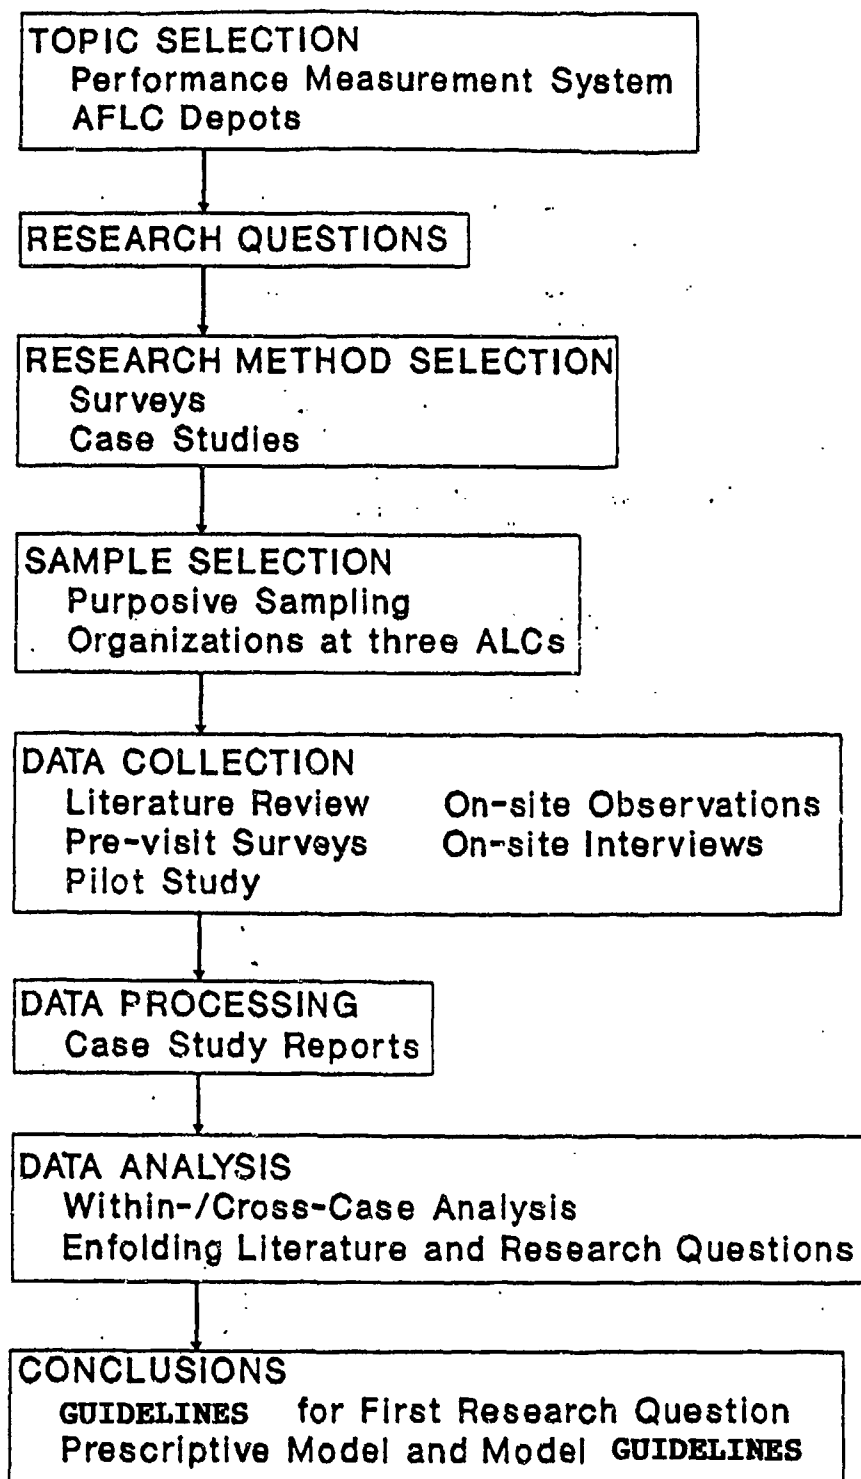 TOPIC SELECTION
Performance Measurement System
AFLC Depots
RESEARCH QUESTIONS
RESEARCH METHOD SELECTION
Surveys
Case Studies
SAMPLE SELECTION
Purposive Sampling
Organizations at three ALCs
DATA COLLECTION
Literature Review On-site Observations
Pre-visit Surveys On-site Interviews
Pilot Study
DATA PROCESSING
Case Study Reports
DATA ANALYSIS
Within-/Cross-Case Analysis
Enfolding Literature and Research Questions
CONCLUSIONS
GUIDELINES for First Research Question
Prescriptive Model and Model GUIDELINES